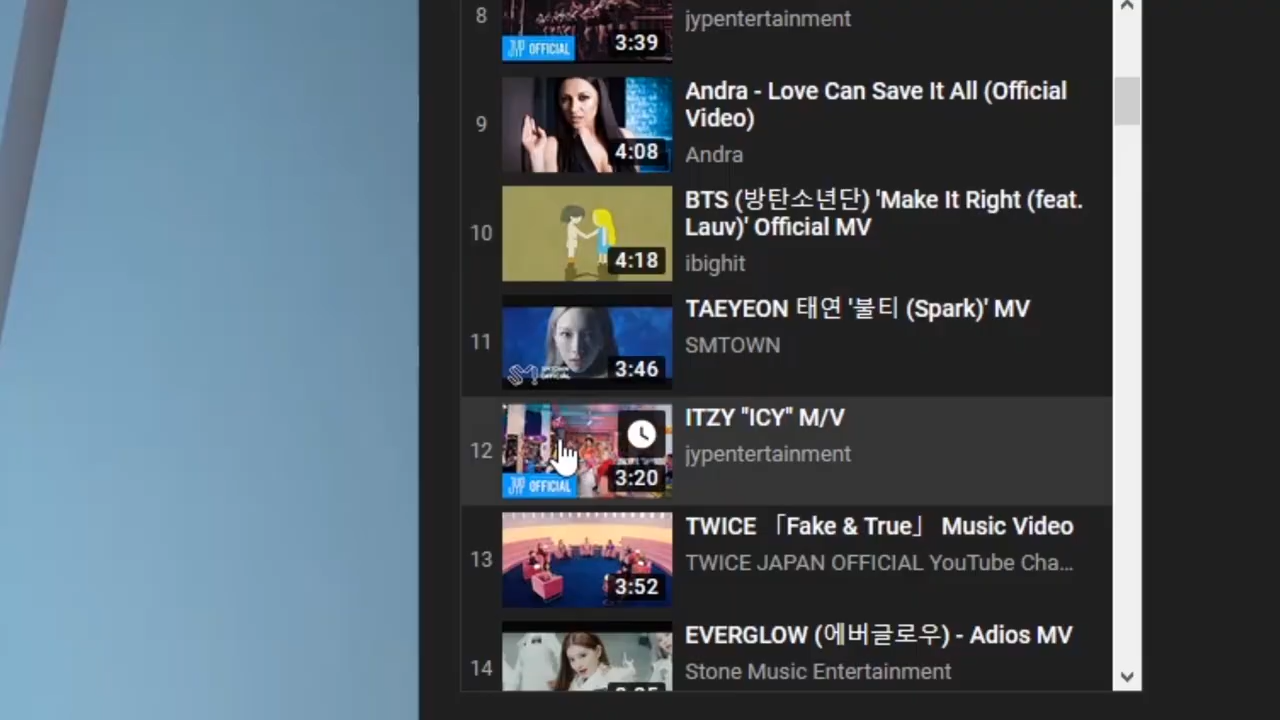 8
jypentertainment
JYP OFFICIAL
3:39
9
Andra - Love Can Save It All (Official
Video)
4:08
Andra
10
BTS (방탄소년단) 'Make It Right (feat.
Lauv)' Official MV
4:18
ibighit
11
TAEYEON 태연 '불티 (Spark)' MV
SMTOWN
3:46
12
ITZY "ICY" M/V
jypentertainment
JYP OFFICIAL
3:20
13
TWICE 「Fake & True」 Music Video
TWICE JAPAN OFFICIAL YouTube Cha...
3:52
14
EVERGLOW (에버글로우) - Adios MV
Stone Music Entertainment